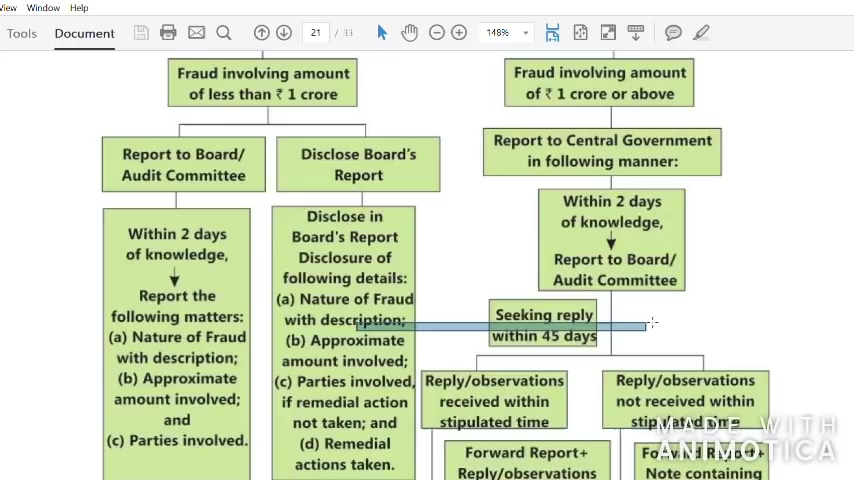 View Window Help
Tools Document 21 / 33 148%
Fraud involving amount
of less than ₹ 1 crore
Fraud involving amount
of ₹ 1 crore or above
Report to Board/
Audit Committee
Disclose Board's
Report
Report to Central Government
in following manner:
Within 2 days
of knowledge,
Report the
following matters:
(a) Nature of Fraud
with description;
(b) Approximate
amount involved;
and
(c) Parties involved.
Disclose in
Board's Report
Disclosure of
following details:
(a) Nature of Fraud
with description;
(b) Approximate
amount involved;
(c) Parties involved,
if remedial action
not taken; and
(d) Remedial
actions taken.
Within 2 days
of knowledge,
Report to Board/
Audit Committee
Seeking reply
within 45 days
Reply/observations
received within
stipulated time
Reply/observations
not received within
stipulated time
Forward Report+
Reply/observations
Forward Report+
Note containing
MADE WITH
ANIMOTICA